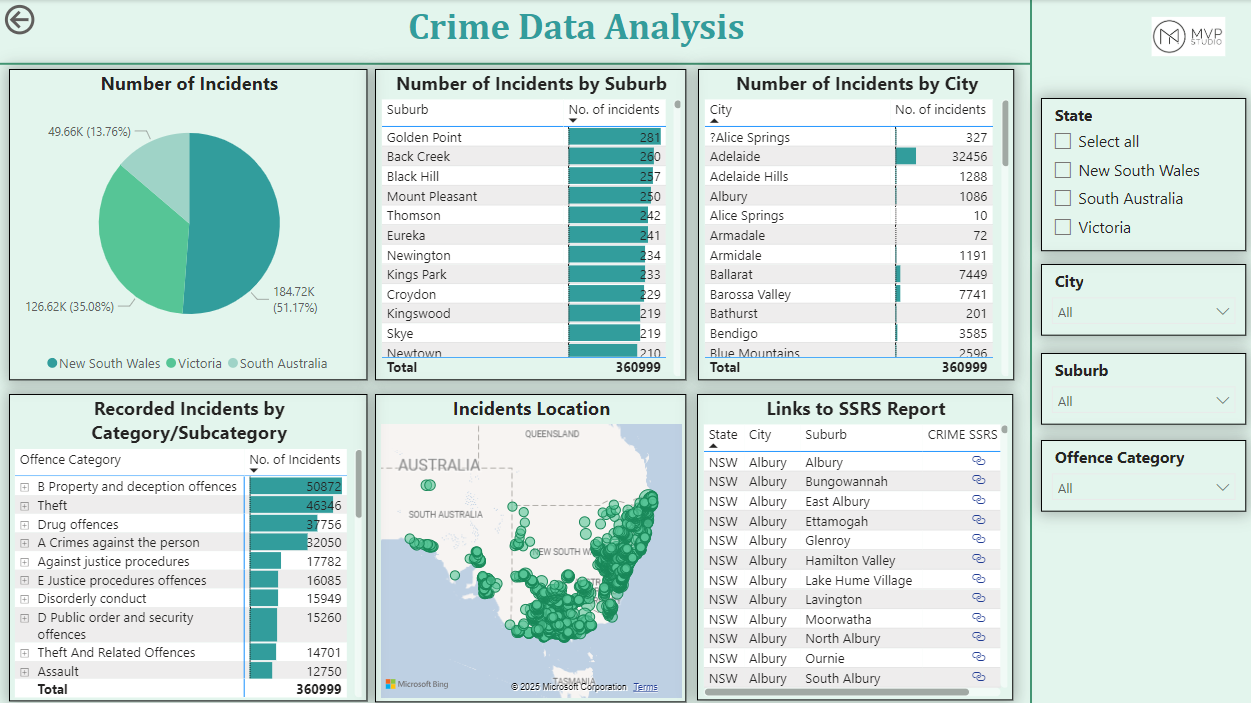 Crime Data Analysis
MVP
STUDIO
Number of Incidents
49.66K (13.76%)
126.62K (35.08%)
184.72K
(51.17%)
New South Wales Victoria South Australia
Number of Incidents by Suburb
Suburb No. of incidents
Golden Point 281
Back Creek 260
Black Hill 257
Mount Pleasant 250
Thomson 242
Eureka 241
Newington 234
Kings Park 233
Croydon 229
Kingswood 219
Skye 219
Newtown 210
Total 360999
Number of Incidents by City
City No. of incidents
?Alice Springs 327
Adelaide 32456
Adelaide Hills 1288
Albury 1086
Alice Springs 10
Armadale 72
Armidale 1191
Ballarat 7449
Barossa Valley 7741
Bathurst 201
Bendigo 3585
Blue Mountains 2596
Total 360999
State
Select all
New South Wales
South Australia
Victoria
City
All
Suburb
All
Offence Category
All
Recorded Incidents by
Category/Subcategory
Offence Category No. of Incidents
B Property and deception offences 50872
Theft 46346
Drug offences 37756
A Crimes against the person 32050
Against justice procedures 17782
E Justice procedures offences 16085
Disorderly conduct 15949
D Public order and security 15260
offences
Theft And Related Offences 14701
Assault 12750
Total 360999
Incidents Location
QUEENSLAND
AUSTRALIA
SOUTH AUSTRALIA
NEW SOUTH WA
TASMANIA
Microsoft Bing
© 2025 Microsoft Corporation Terms
Links to SSRS Report
State City Suburb CRIME SSRS
NSW Albury Albury
NSW Albury Bungowannah
NSW Albury East Albury
NSW Albury Ettamogah
NSW Albury Glenroy
NSW Albury Hamilton Valley
NSW Albury Lake Hume Village
NSW Albury Lavington
NSW Albury Moorwatha
NSW Albury North Albury
NSW Albury Ournie
NSW Albury South Albury